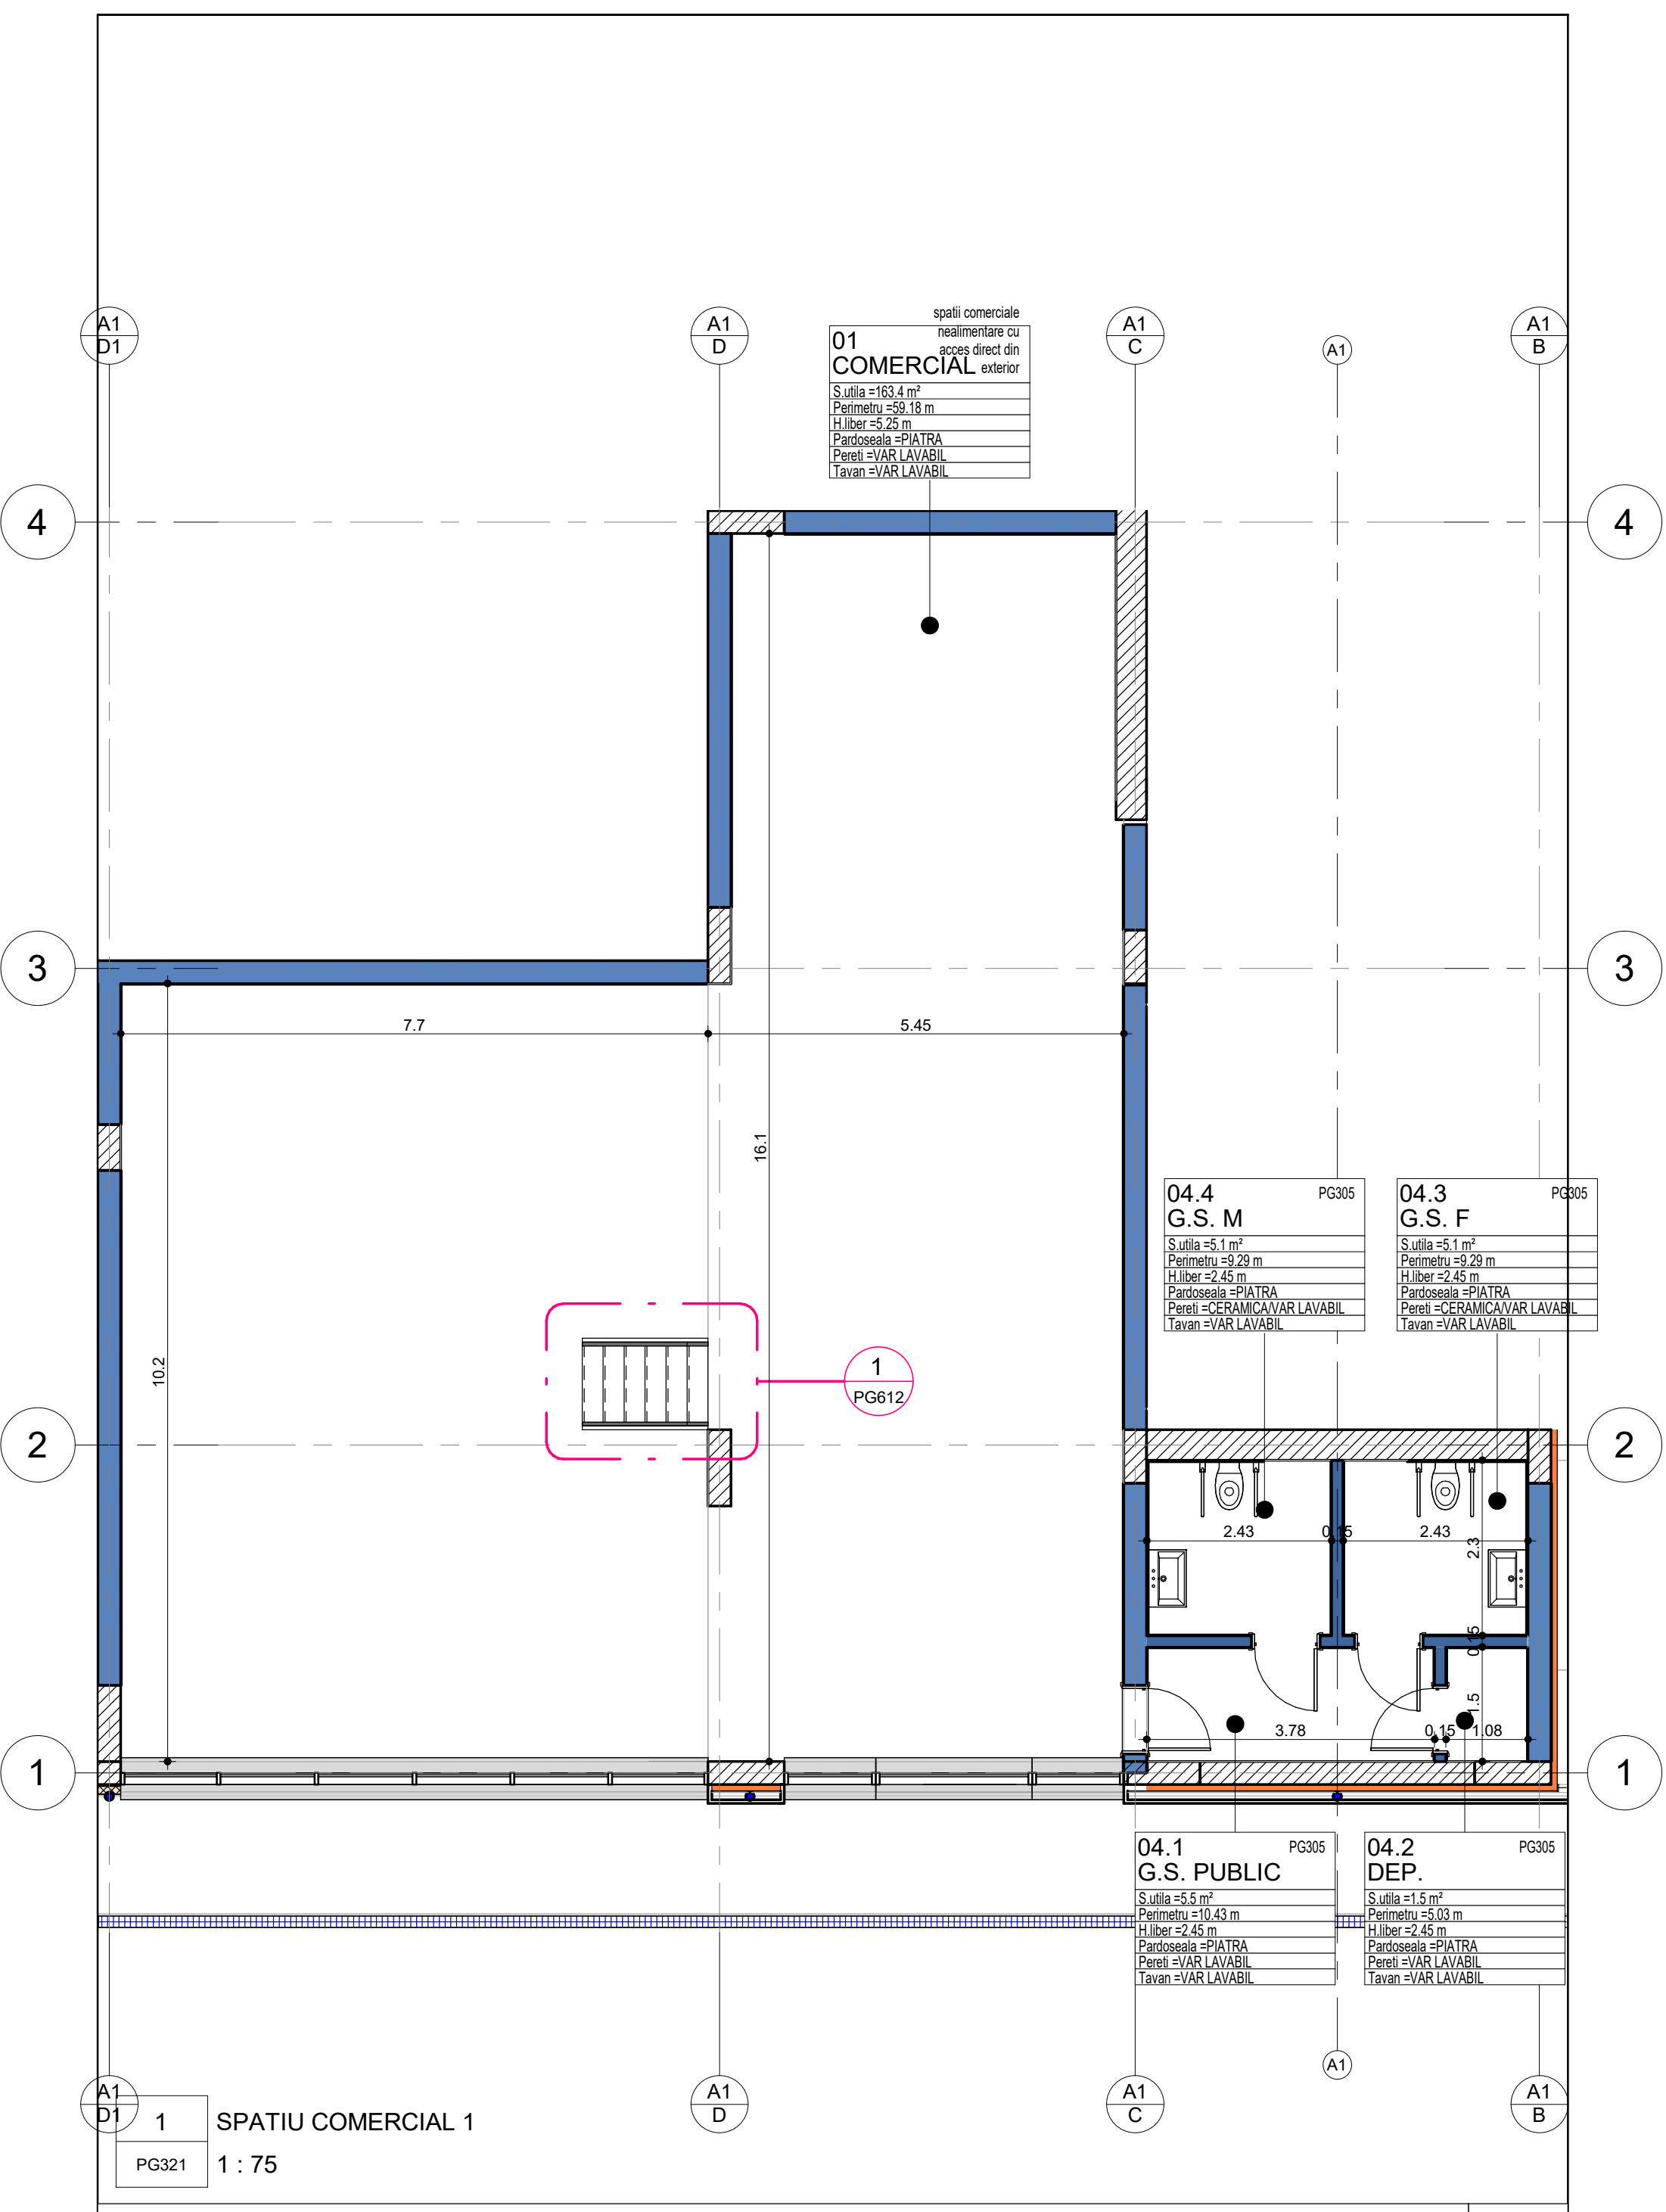 A1
D1
A1
D
A1
C
A1
A1
B
spatii comerciale
nealimentare cu
acces direct din
exterior
01
COMERCIAL
S.utila =163.4 m²
Perimetru =59.18 m
H.liber =5.25 m
Pardoseala =PIATRA
Pereti =VAR LAVABIL
Tavan =VAR LAVABIL
4
4
3
3
7.7
5.45
16.1
10.2
04.4
PG305
G.S. M
S.utila =5.1 m²
Perimetru =9.29 m
H.liber =2.45 m
Pardoseala =PIATRA
Pereti =CERAMICA/VAR LAVABIL
Tavan =VAR LAVABIL
04.3
PG305
G.S. F
S.utila =5.1 m²
Perimetru =9.29 m
H.liber =2.45 m
Pardoseala =PIATRA
Pereti =CERAMICA/VAR LAVABIL
Tavan =VAR LAVABIL
1
PG612
2
2
2.43
0.15
2.43
2.3
0.15
1.5
3.78
0.15
1.08
1
1
04.1
PG305
G.S. PUBLIC
S.utila =5.5 m²
Perimetru =10.43 m
H.liber =2.45 m
Pardoseala =PIATRA
Pereti =VAR LAVABIL
Tavan =VAR LAVABIL
04.2
PG305
DEP.
S.utila =1.5 m²
Perimetru =5.03 m
H.liber =2.45 m
Pardoseala =PIATRA
Pereti =VAR LAVABIL
Tavan =VAR LAVABIL
A1
A1
D1
A1
D
A1
C
A1
B
1
SPATIU COMERCIAL 1
PG321
1 : 75